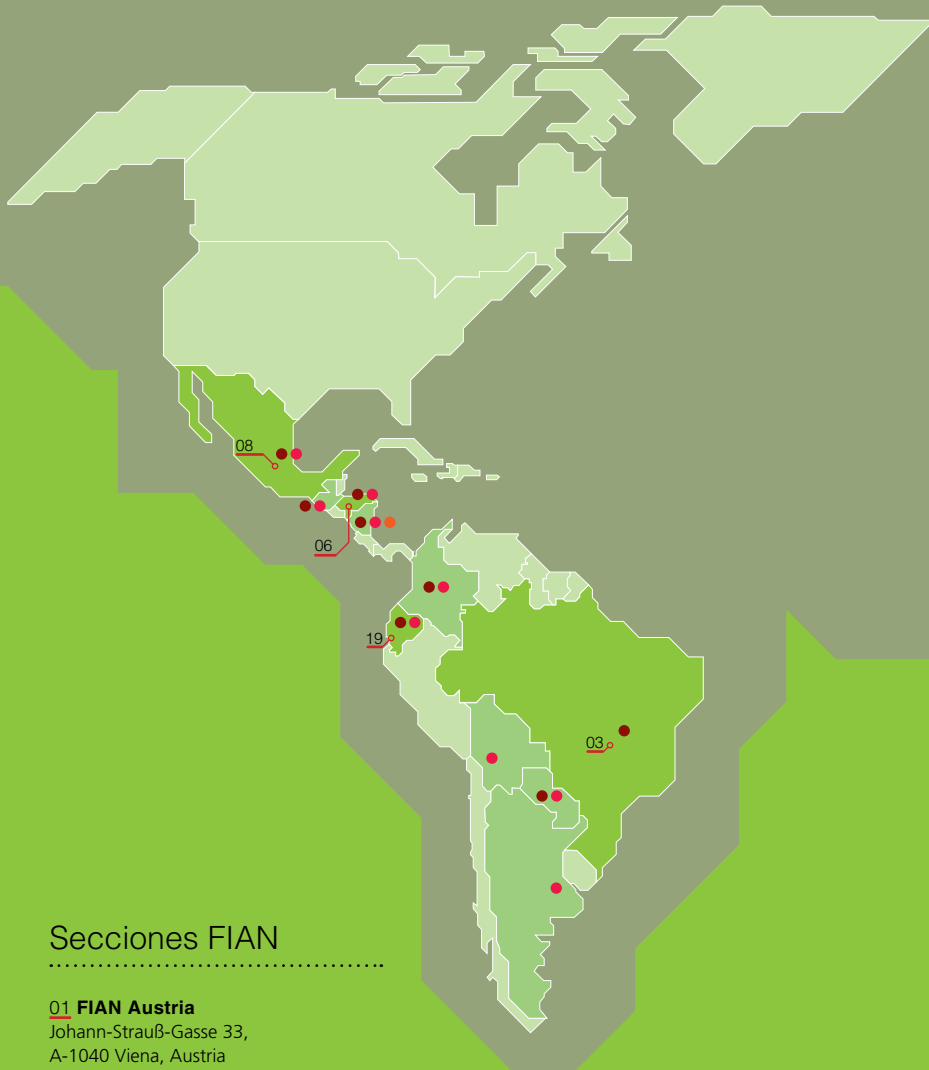 08
06
19
03
Secciones FIAN
01 FIAN Austria
Johann-Strauß-Gasse 33,
A-1040 Viena, Austria